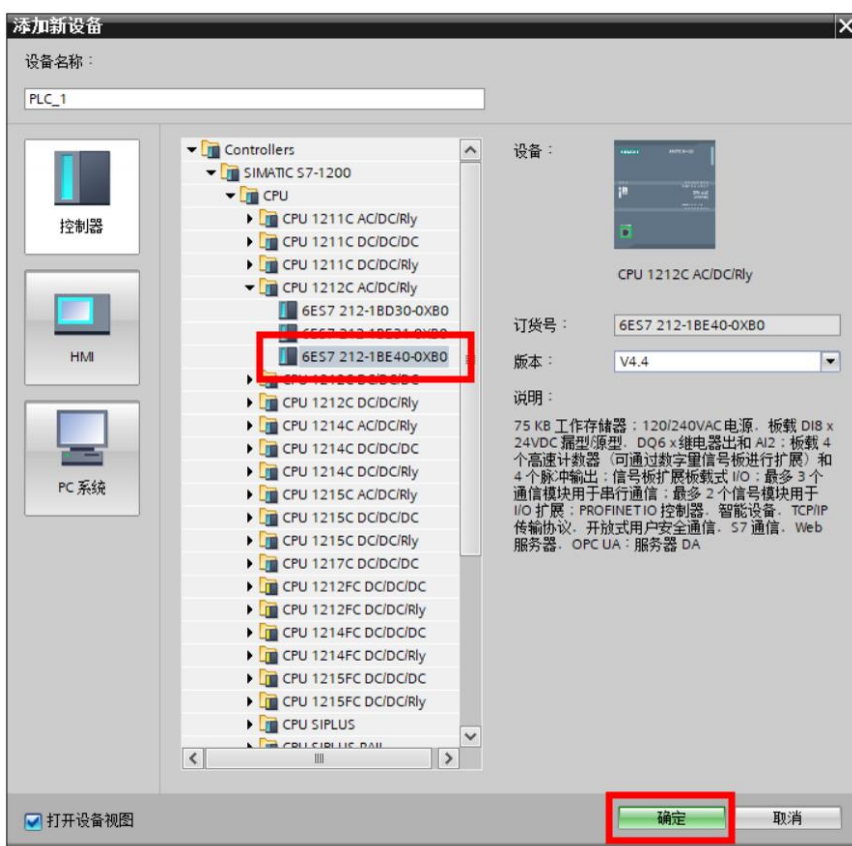 添加新设备
设备名称：
PLC_1
控制器
HMI
PC 系统
Controllers
SIMATIC S7-1200
CPU
CPU 1211C AC/DC/Rly
CPU 1211C DC/DC/DC
CPU 1211C DC/DC/Rly
CPU 1212C AC/DC/Rly
6ES7 212-1BD30-0XB0
6ES7 212-1BE31-0XB0
6ES7 212-1BE40-0XB0
CPU 1212C DC/DC/DC
CPU 1212C DC/DC/Rly
CPU 1214C AC/DC/Rly
CPU 1214C DC/DC/DC
CPU 1214C DC/DC/Rly
CPU 1215C AC/DC/Rly
CPU 1215C DC/DC/DC
CPU 1215C DC/DC/Rly
CPU 1217C DC/DC/DC
CPU 1212FC DC/DC/DC
CPU 1212FC DC/DC/Rly
CPU 1214FC DC/DC/DC
CPU 1214FC DC/DC/Rly
CPU 1215FC DC/DC/DC
CPU 1215FC DC/DC/Rly
CPU SIPLUS
CPU SIPLUS RAIL
设备：
CPU 1212C AC/DC/Rly
订货号：
6ES7 212-1BE40-0XB0
版本：
V4.4
说明：
75 KB 工作存储器；120/240VAC 电源，板载 DI8 x
24VDC 漏型/源型，DQ6 x继电器出和 AI2；板载 4
个高速计数器（可通过数字量信号板进行扩展）和
4 个脉冲输出；信号板扩展板载式 I/O；最多 3 个
通信模块用于串行通信；最多 2 个信号模块用于
I/O 扩展；PROFINET IO 控制器，智能设备，TCP/IP
传输协议，开放式用户安全通信，S7 通信，Web
服务器，OPC UA：服务器 DA
打开设备视图
确定
取消